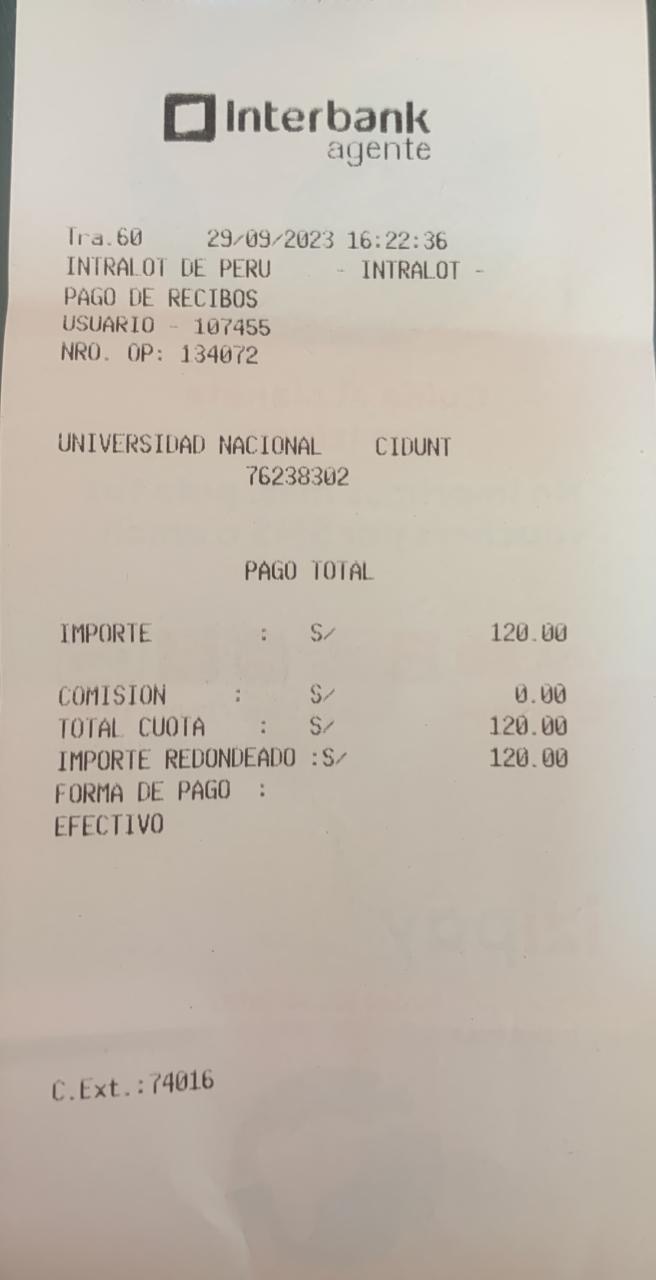 Interbank
agente
Tra.60 29/09/2023 16:22:36
INTRALOT DE PERU - INTRALOT -
PAGO DE RECIBOS
USUARIO - 107455
NRO. OP: 134072
UNIVERSIDAD NACIONAL CIDUNT
76238302
PAGO TOTAL
IMPORTE : S/ 120.00
COMISION : S/ 0.00
TOTAL CUOTA : S/ 120.00
IMPORTE REDONDEADO :S/ 120.00
FORMA DE PAGO :
EFECTIVO
izipay
C.Ext.:74016